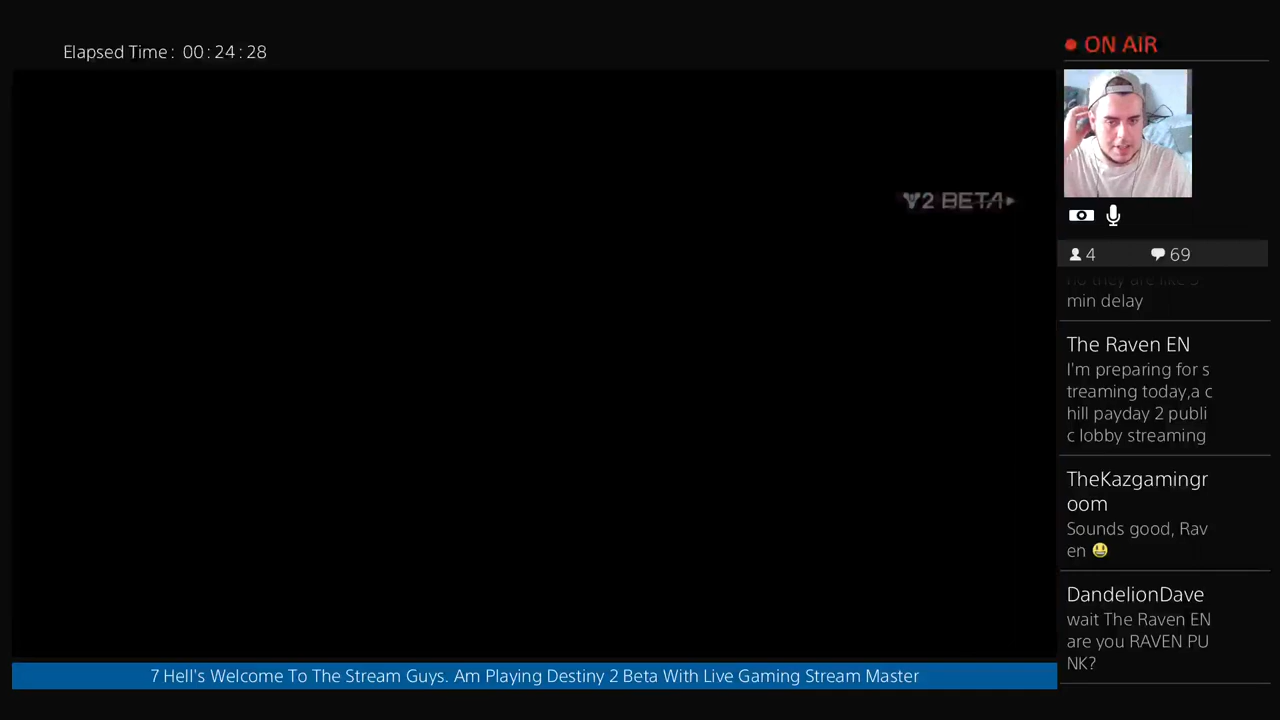 Elapsed Time: 00:24:28
ON AIR
2 BETA
4 69
min delay
The Raven EN
I'm preparing for s
treaming today,a c
hill payday 2 publi
c lobby streaming
TheKazgamingr
oom
Sounds good, Rav
en 😃
DandelionDave
wait The Raven EN
are you RAVEN PU
NK?
7 Hell's Welcome To The Stream Guys. Am Playing Destiny 2 Beta With Live Gaming Stream Master